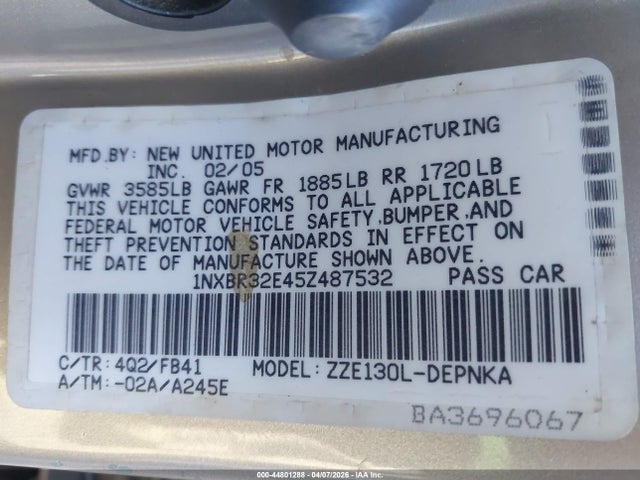 MFD.BY: NEW UNITED MOTOR MANUFACTURING
INC. 02/05
GVWR 3585LB GAWR FR 1885LB RR 1720LB
THIS VEHICLE CONFORMS TO ALL APPLICABLE
FEDERAL MOTOR VEHICLE SAFETY,BUMPER,AND
THEFT PREVENTION STANDARDS IN EFFECT ON
THE DATE OF MANUFACTURE SHOWN ABOVE.
1NXBR32E45Z487532 PASS CAR
C/TR: 4Q2/FB41 MODEL: ZZE130L-DEPNKA
A/TM: -02A/A245E
BA3696067
000-44801288 - 04/07/2026 - IAA Inc.